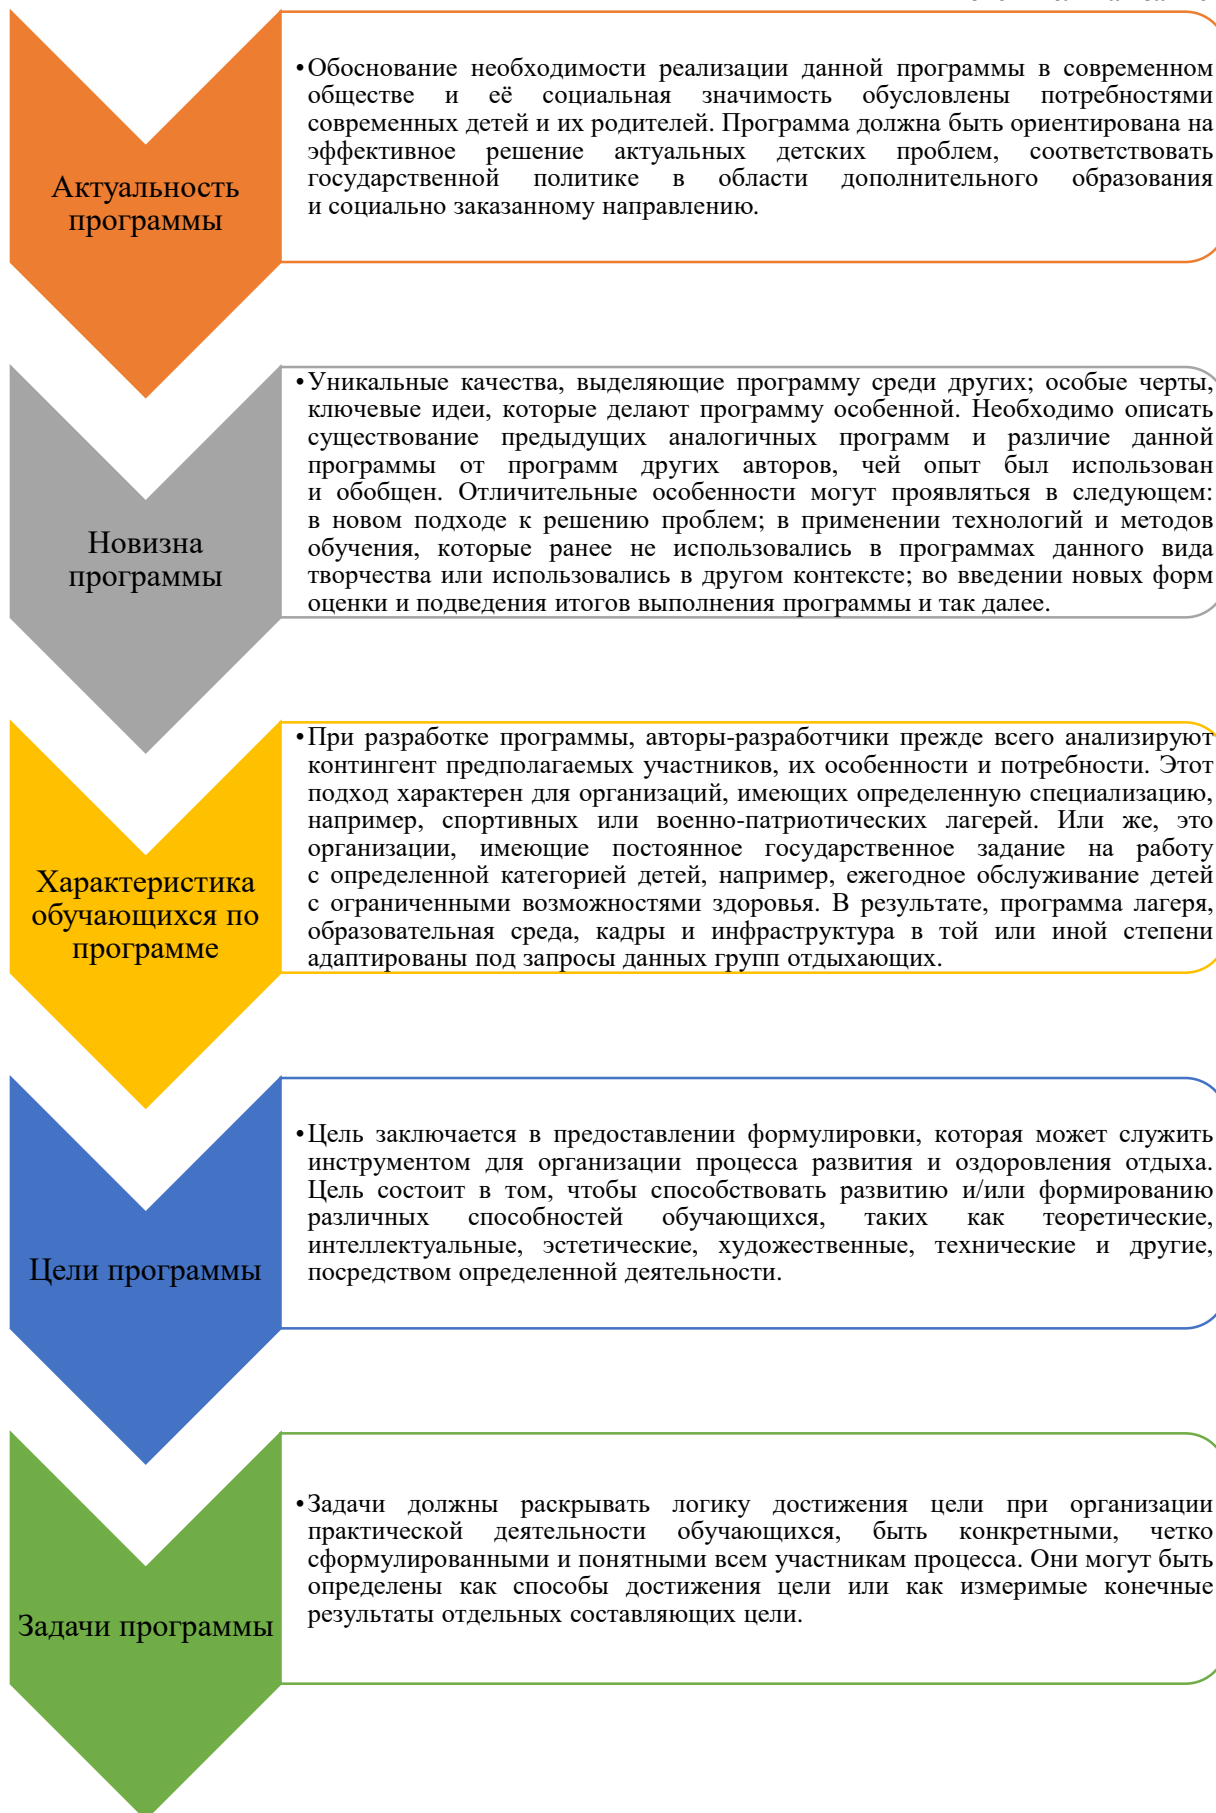 Актуальность
программы
•Обоснование необходимости реализации данной программы в современном
обществе и её социальная значимость обусловлены потребностями
современных детей и их родителей. Программа должна быть ориентирована на
эффективное решение актуальных детских проблем, соответствовать
государственной политике в области дополнительного образования
и социально заказанному направлению.
Новизна
программы
•Уникальные качества, выделяющие программу среди других; особые черты,
ключевые идеи, которые делают программу особенной. Необходимо описать
существование предыдущих аналогичных программ и различие данной
программы от программ других авторов, чей опыт был использован
и обобщен. Отличительные особенности могут проявляться в следующем:
в новом подходе к решению проблем; в применении технологий и методов
обучения, которые ранее не использовались в программах данного вида
творчества или использовались в другом контексте; во введении новых форм
оценки и подведения итогов выполнения программы и так далее.
Характеристика
обучающихся по
программе
•При разработке программы, авторы-разработчики прежде всего анализируют
контингент предполагаемых участников, их особенности и потребности. Этот
подход характерен для организаций, имеющих определенную специализацию,
например, спортивных или военно-патриотических лагерей. Или же, это
организации, имеющие постоянное государственное задание на работу
с определенной категорией детей, например, ежегодное обслуживание детей
с ограниченными возможностями здоровья. В результате, программа лагеря,
образовательная среда, кадры и инфраструктура в той или иной степени
адаптированы под запросы данных групп отдыхающих.
Цели программы
•Цель заключается в предоставлении формулировки, которая может служить
инструментом для организации процесса развития и оздоровления отдыха.
Цель состоит в том, чтобы способствовать развитию и/или формированию
различных способностей обучающихся, таких как теоретические,
интеллектуальные, эстетические, художественные, технические и другие,
посредством определенной деятельности.
Задачи программы
•Задачи должны раскрывать логику достижения цели при организации
практической деятельности обучающихся, быть конкретными, четко
сформулированными и понятными всем участникам процесса. Они могут быть
определены как способы достижения цели или как измеримые конечные
результаты отдельных составляющих цели.